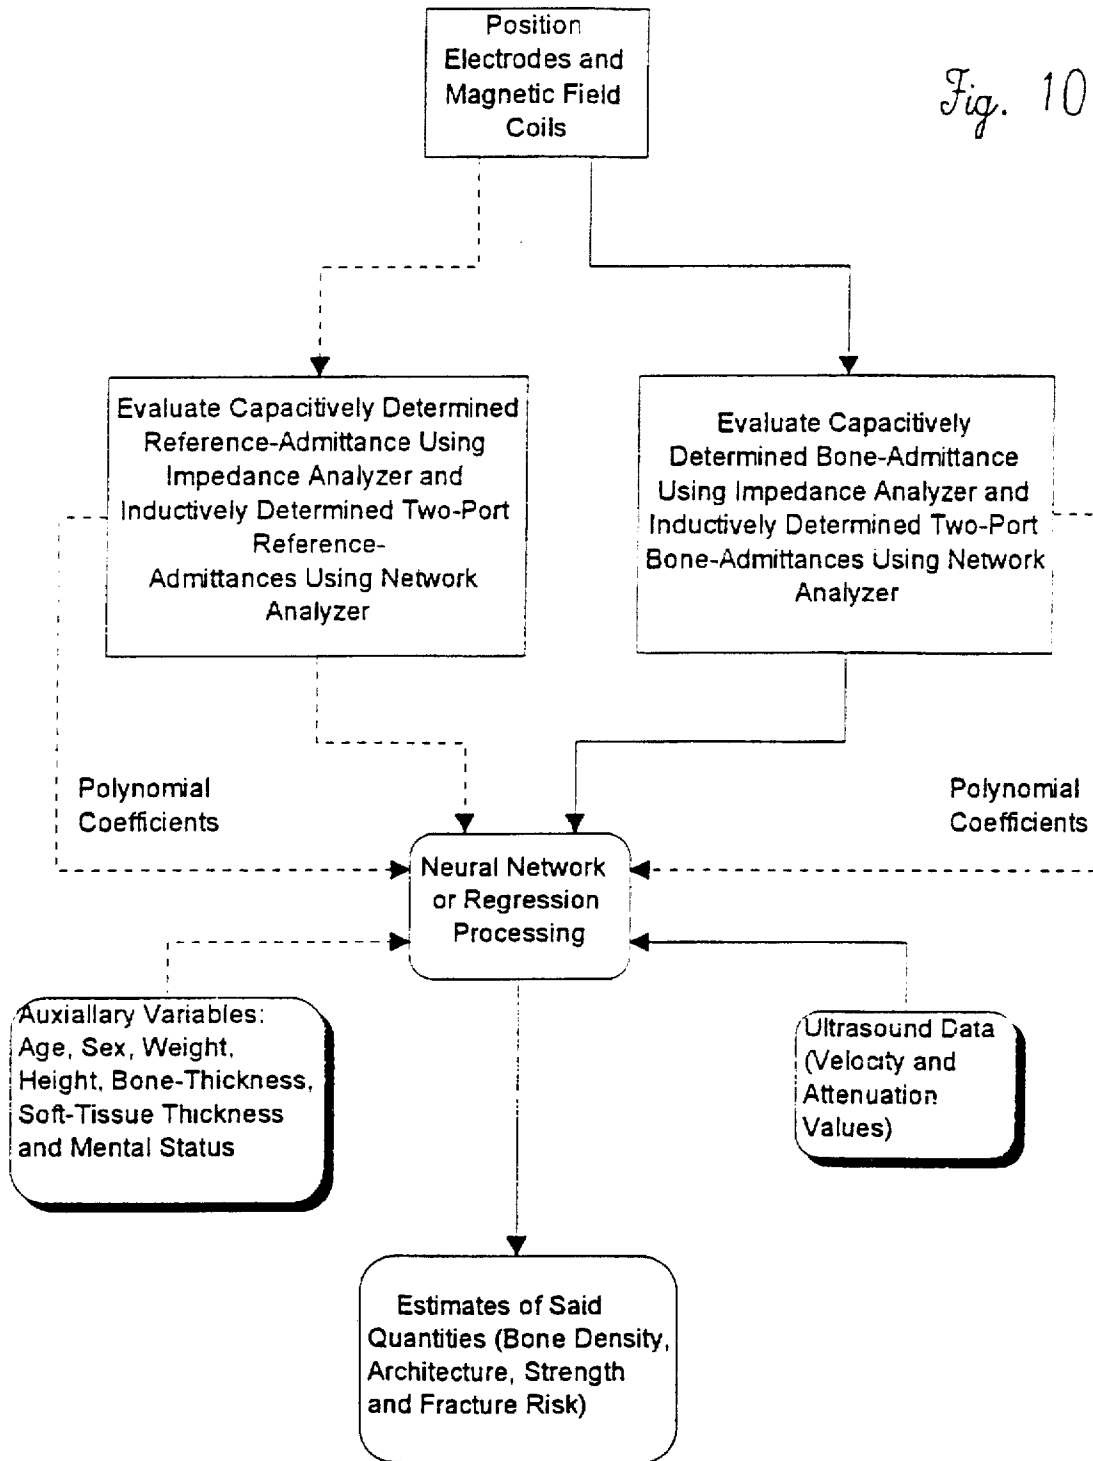 Position
Electrodes and
Magnetic Field
Coils
Fig. 10
Evaluate Capacitively Determined
Reference-Admittance Using
Impedance Analyzer and
Inductively Determined Two-Port
Reference-
Admittances Using Network
Analyzer
Evaluate Capacitively
Determined Bone-Admittance
Using Impedance Analyzer and
Inductively Determined Two-Port
Bone-Admittances Using Network
Analyzer
Polynomial
Coefficients
Polynomial
Coefficients
Neural Network
or Regression
Processing
Auxiallary Variables:
Age, Sex, Weight,
Height, Bone-Thickness,
Soft-Tissue Thickness
and Mental Status
Ultrasound Data
(Velocity and
Attenuation
Values)
Estimates of Said
Quantities (Bone Density,
Architecture, Strength
and Fracture Risk)